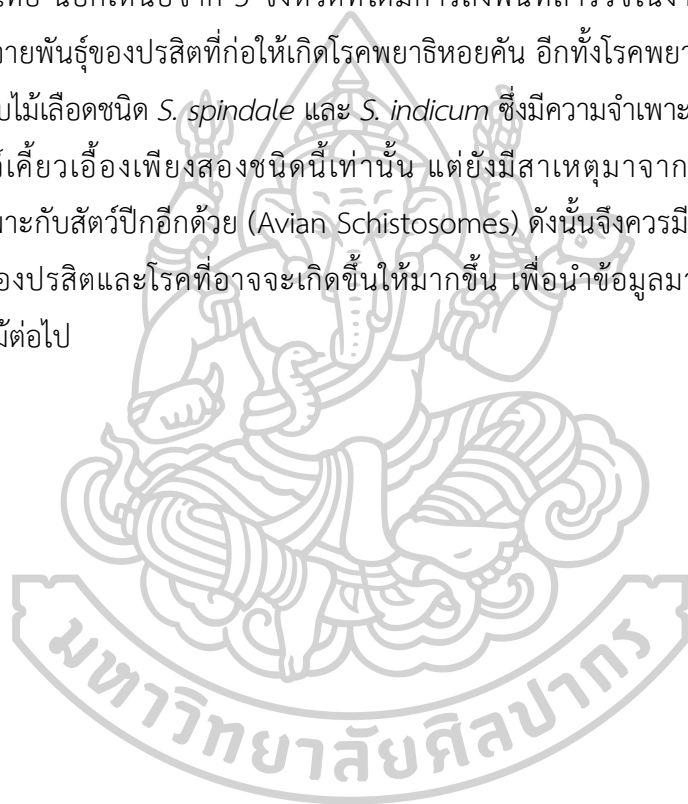 นอกเหนือจาก 5 จังหวัดที่ได้มีการลงพื้นที่สำรวจ
ายพันธุ์ของปรสิตที่ก่อให้เกิดโรคพยาธิหอยคัน อีกทั้งโรคพยา
บไม้เลือดชนิด S. spindale และ S. indicum ซึ่งมีความจำเพาะ
์เคี้ยวเอื้องเพียงสองชนิดนี้เท่านั้น แต่ยังมีสาเหตุมาจาก
พาะกับสัตว์ปีกอีกด้วย (Avian Schistosomes) ดังนั้นจึงควรมี
องปรสิตและโรคที่อาจจะเกิดขึ้นให้มากขึ้น เพื่อนำข้อมูลมา
ม้ต่อไป
มหาวิทยาลัยศิลปากร